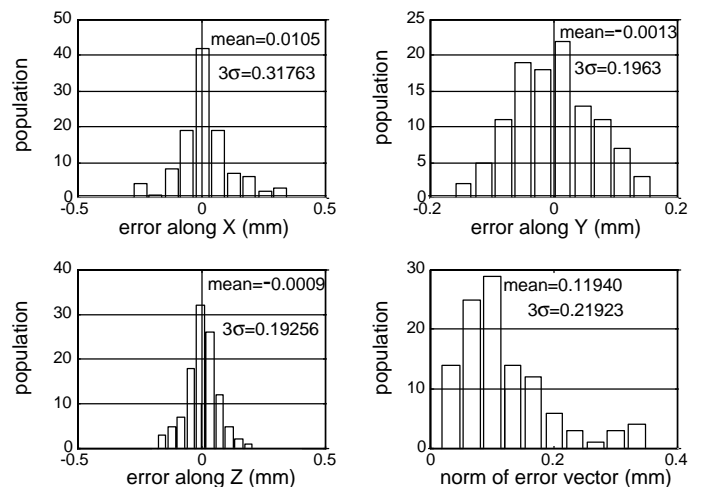 50
40
30
20
10
0
population
mean=0.0105
3σ=0.31763
-0.5
0
0.5
error along X (mm)
25
20
15
10
5
0
population
mean=-0.0013
3σ=0.1963
-0.2
0
0.2
error along Y (mm)
40
30
20
10
0
population
mean=-0.0009
3σ=0.19256
-0.5
0
0.5
error along Z (mm)
30
20
10
0
population
mean=0.11940
3σ=0.21923
0
0.2
0.4
norm of error vector (mm)